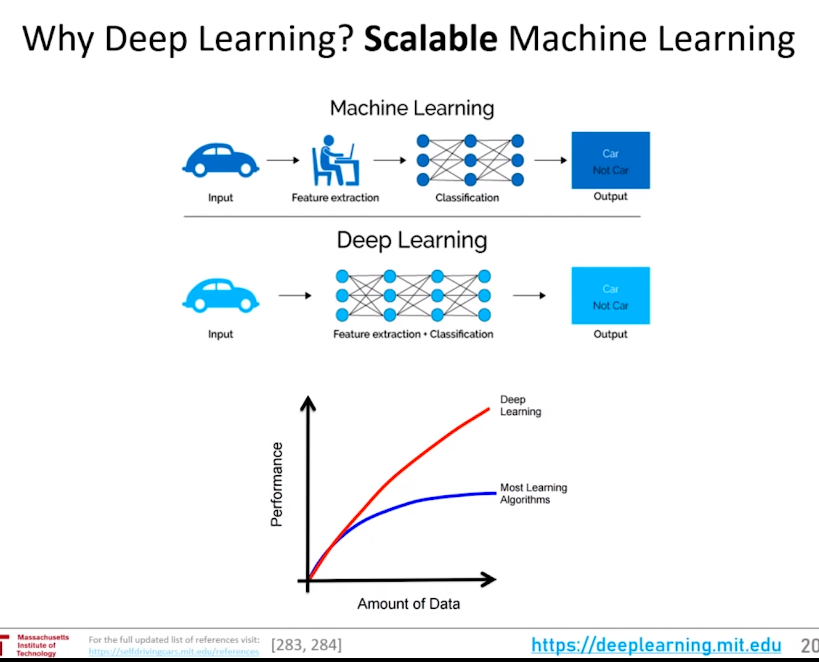 Why Deep Learning? Scalable Machine Learning
Machine Learning
Input
Feature extraction
Classification
Car
Not Car
Output
Deep Learning
Input
Feature extraction + Classification
Car
Not Car
Output
Performance
Deep
Learning
Most Learning
Algorithms
Amount of Data
Massachusetts
Institute of
Technology
For the full updated list of references visit:
https://selfdrivingcars.mit.edu/references
[283, 284]
https://deeplearning.mit.edu
20